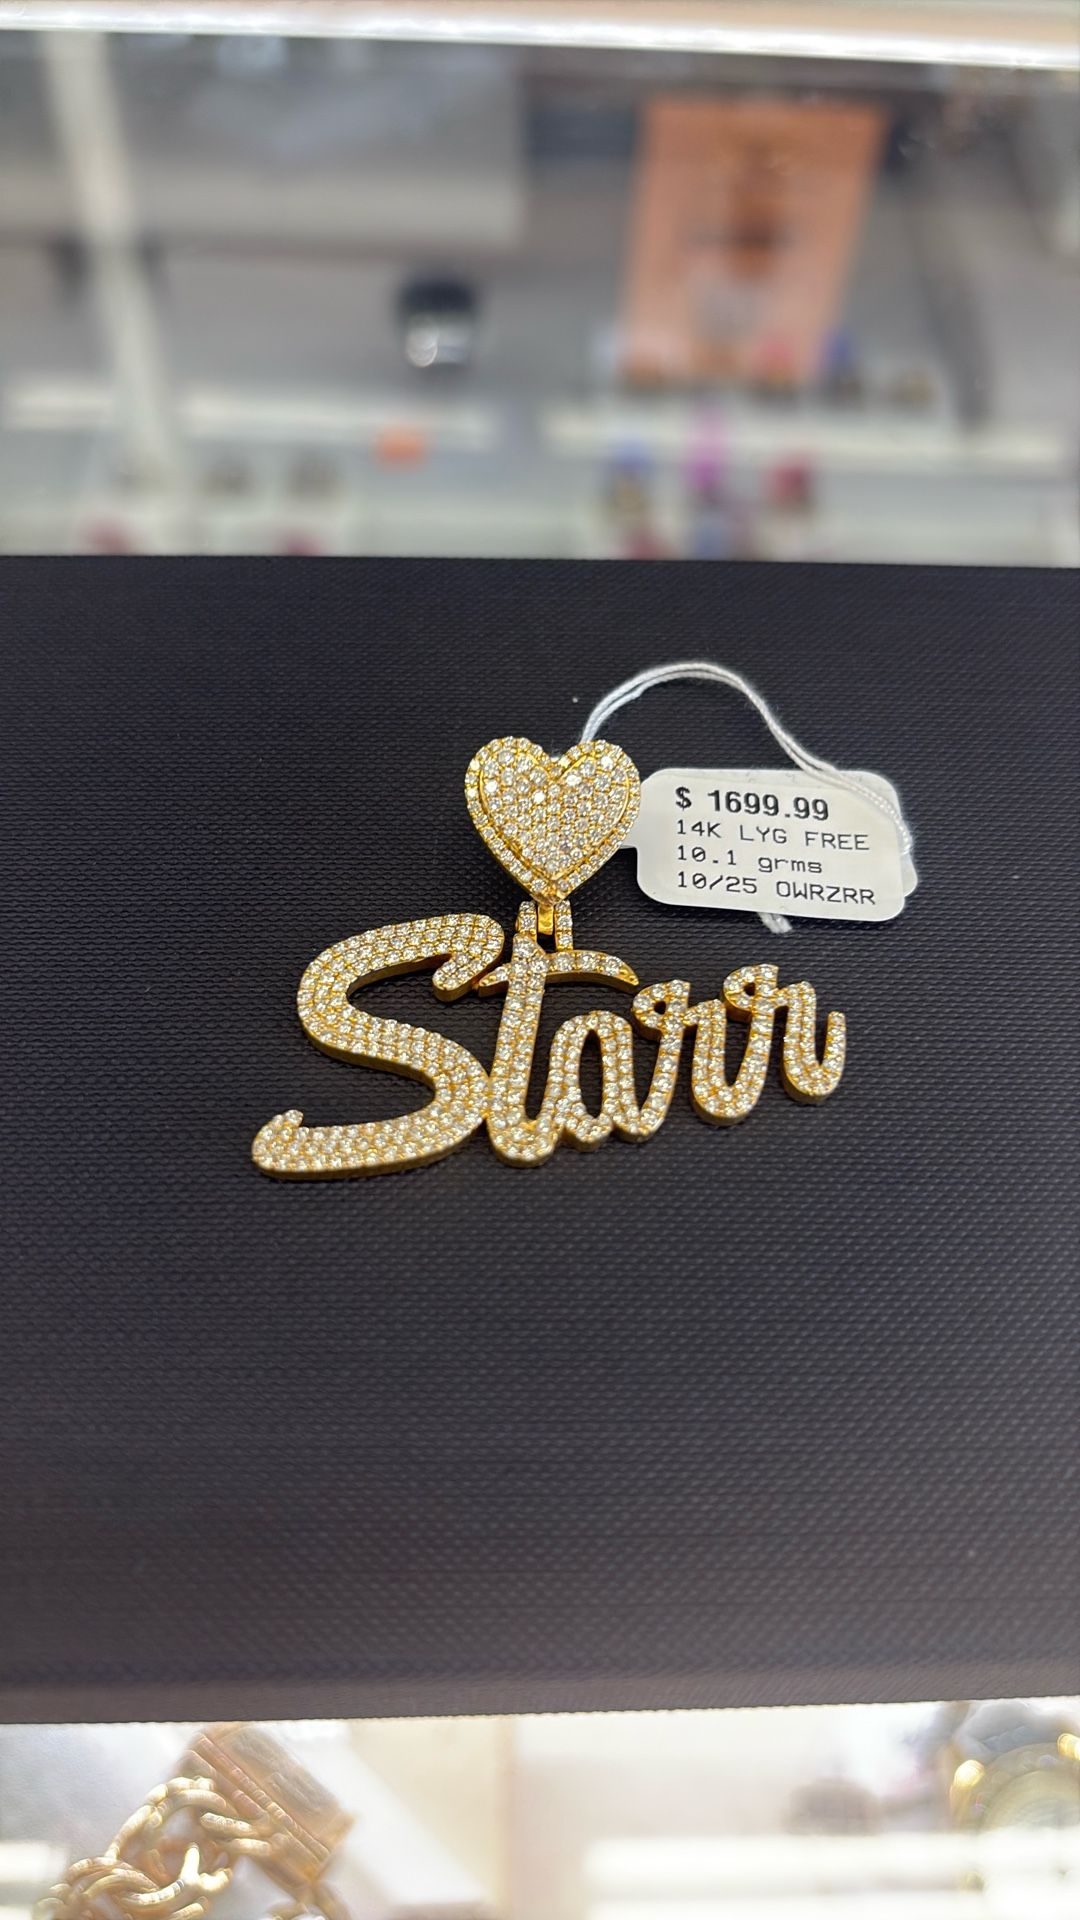 $ 1699.99
14K LYG FREE
10.1 grms
10/25 OWRZRR
Starr